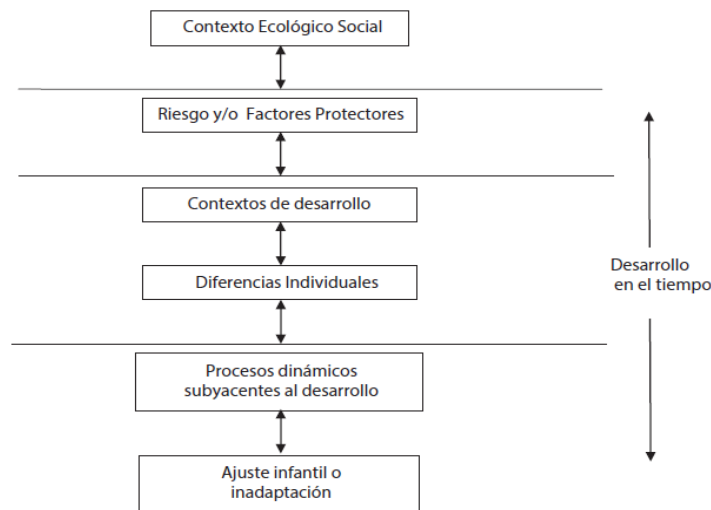 Contexto Ecológico Social
Riesgo y/o Factores Protectores
Contextos de desarrollo
Diferencias Individuales
Desarrollo
en el tiempo
Procesos dinámicos
subyacentes al desarrollo
Ajuste infantil o
inadaptación